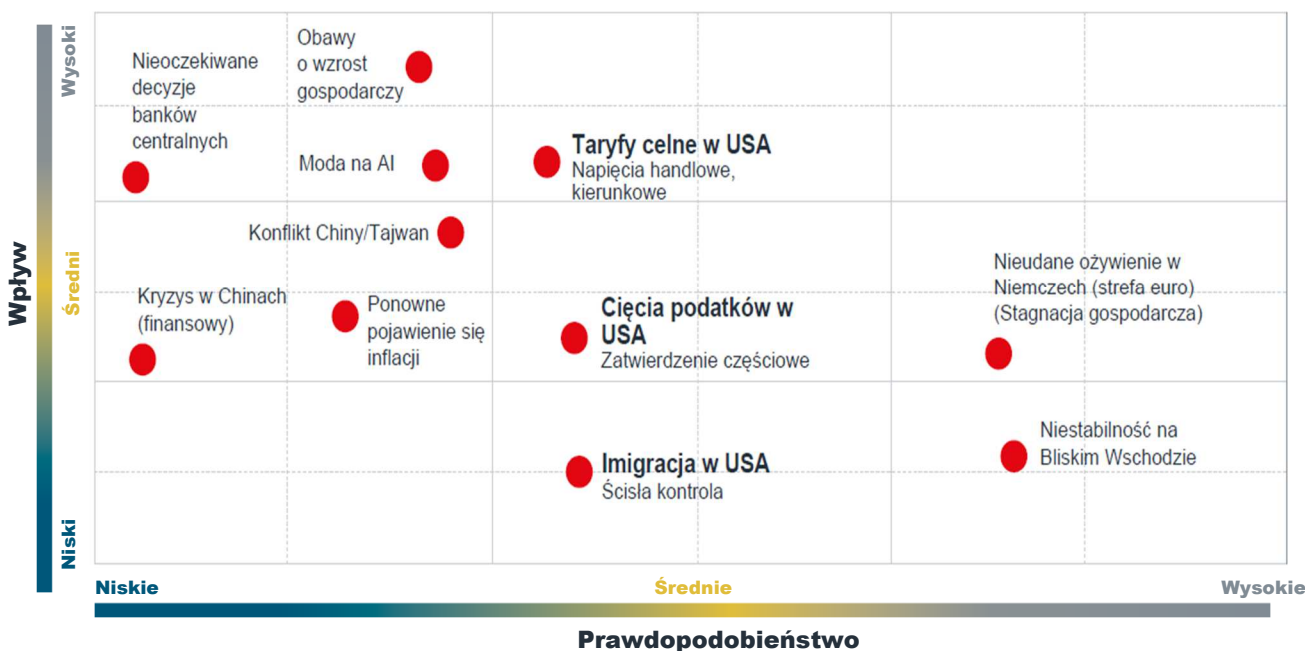 Wpływ
Wysoki
Średni
Niski
Nieoczekiwane
decyzje
banków
centralnych
Obawy
o wzrost
gospodarczy
Moda na AI
Taryfy celne w USA
Napięcia handlowe,
kierunkowe
Konflikt Chiny/Tajwan
Kryzys w Chinach
(finansowy)
Ponowne
pojawienie się
inflacji
Cięcia podatków w
USA
Zatwierdzenie częściowe
Nieudane ożywienie w
Niemczech (strefa euro)
(Stagnacja gospodarcza)
Imigracja w USA
Ścisła kontrola
Niestabilność na
Bliskim Wschodzie
Niskie
Średnie
Wysokie
Prawdopodobieństwo